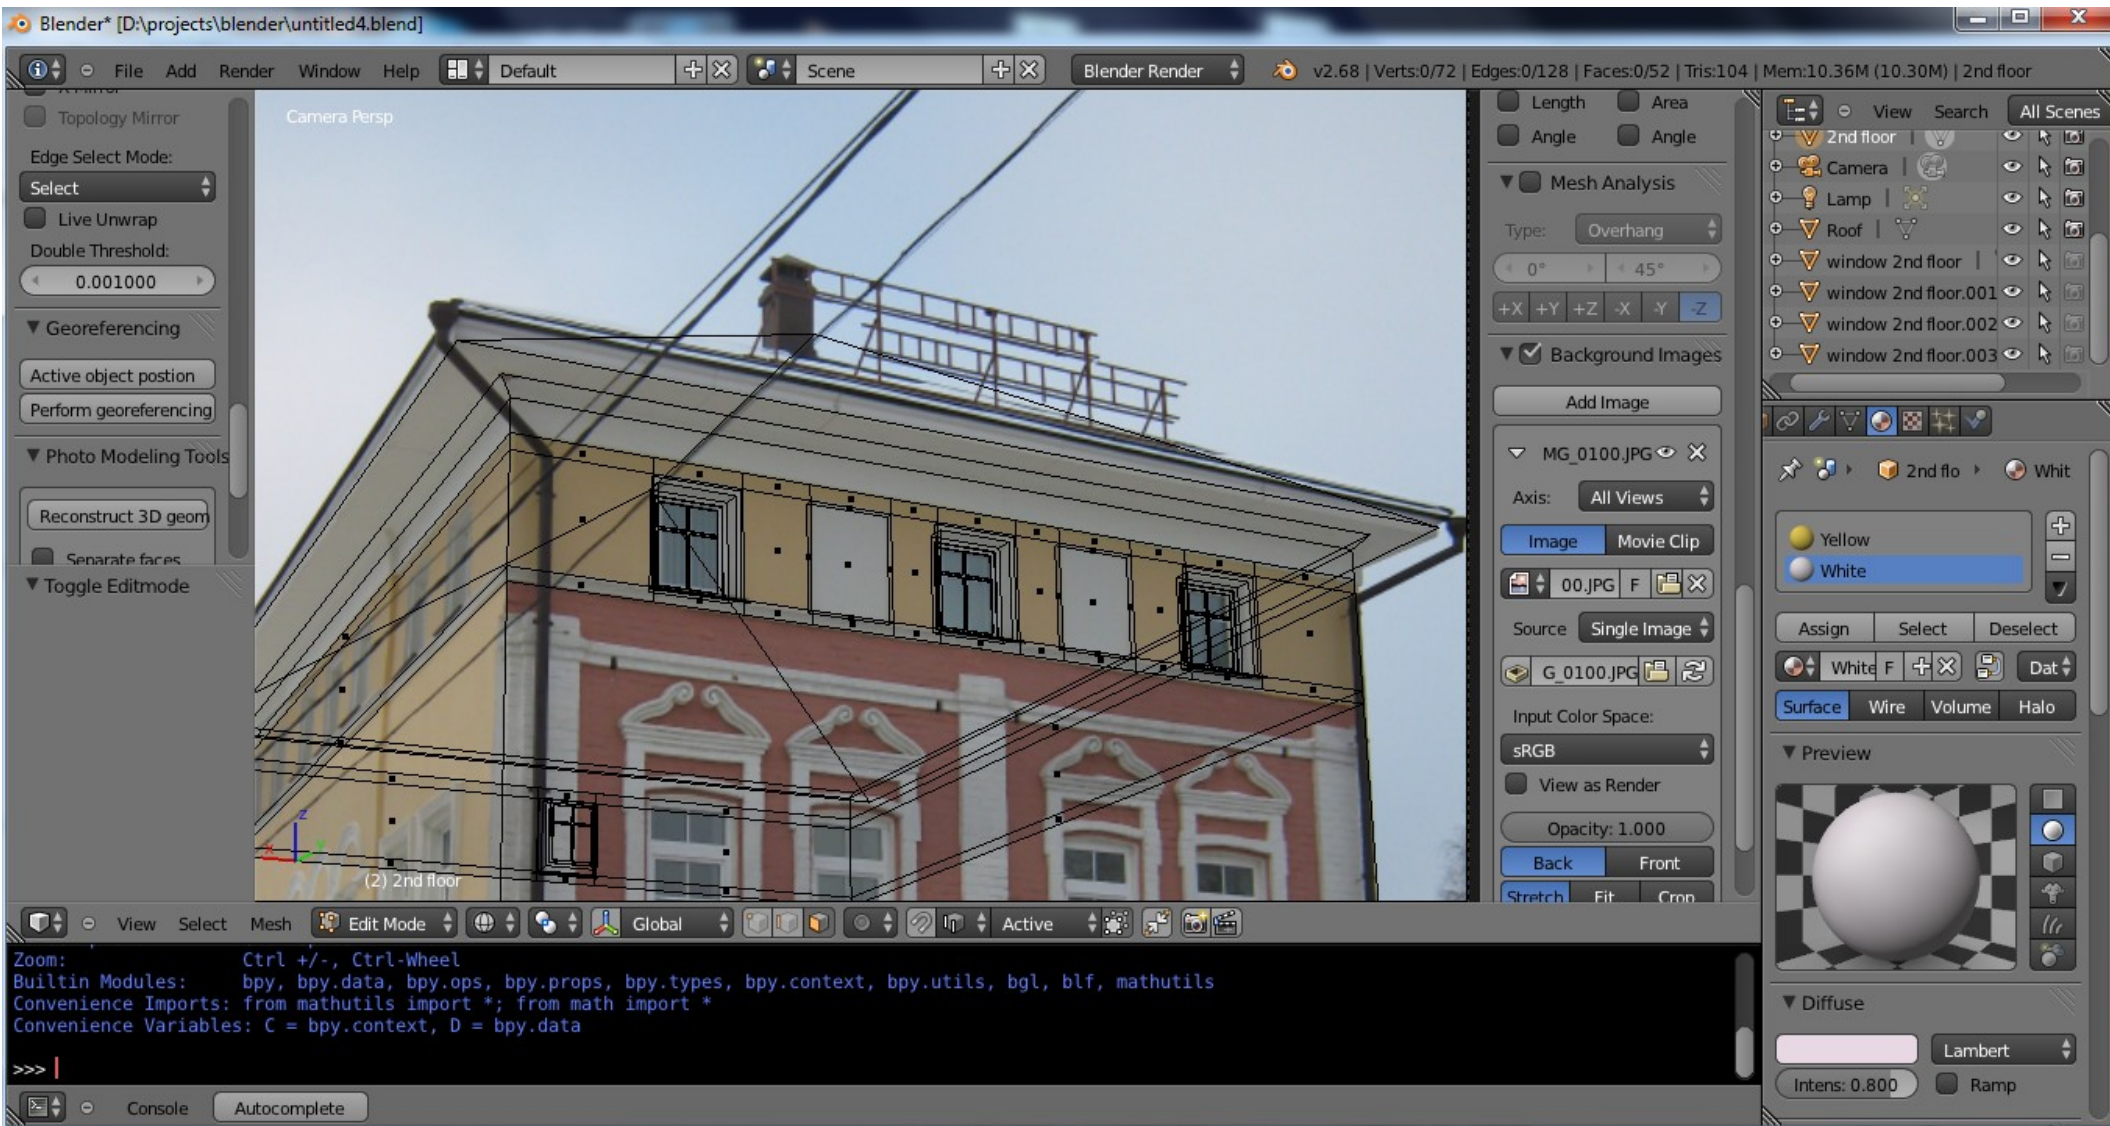 Blender* [D:\projects\blender\untitled4.blend]
File Add Render Window Help Default Scene Blender Render v2.68 | Verts:0/72 | Edges:0/128 | Faces:0/52 | Tris:104 | Mem:10.36M (10.30M) | 2nd floor
Topology Mirror
Edge Select Mode:
Select
Live Unwrap
Double Threshold:
0.001000
Georeferencing
Active object postion
Perform georeferencing
Photo Modeling Tools
Reconstruct 3D geom
Separate faces
Toggle Editmode
Camera Persp
(2) 2nd floor
Length Area
Angle Angle
Mesh Analysis
Type: Overhang
0° 45°
+X +Y +Z -X -Y -Z
Background Images
Add Image
MG_0100.JPG
Axis: All Views
Image Movie Clip
00.JPG F
Source Single Image
G_0100.JPG
Input Color Space:
sRGB
View as Render
Opacity: 1.000
Back Front
Stretch Fit Crop
View Search All Scenes
2nd floor
Camera
Lamp
Roof
window 2nd floor
window 2nd floor.001
window 2nd floor.002
window 2nd floor.003
2nd flo Whit
Yellow
White
Assign Select Deselect
White F Dat
Surface Wire Volume Halo
Preview
Diffuse
Lambert
Intens: 0.800 Ramp
View Select Mesh Edit Mode Global Active
Zoom: Ctrl +/-, Ctrl-Wheel
Builtin Modules: bpy, bpy.data, bpy.ops, bpy.props, bpy.types, bpy.context, bpy.utils, bgl, blf, mathutils
Convenience Imports: from mathutils import *; from math import *
Convenience Variables: C = bpy.context, D = bpy.data
>>>
Console Autocomplete